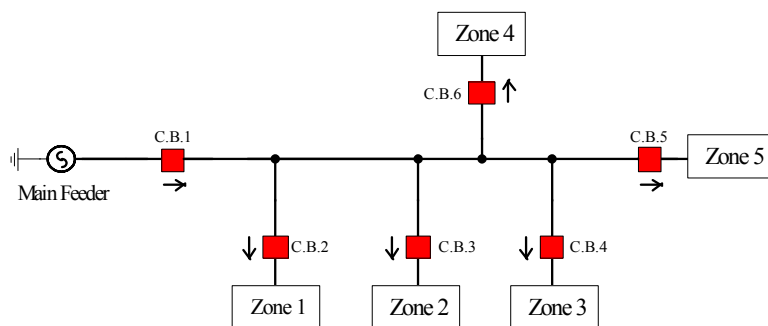 Zone 4
C.B.6
C.B.1
C.B.5
Zone 5
Main Feeder
C.B.2
C.B.3
C.B.4
Zone 1
Zone 2
Zone 3